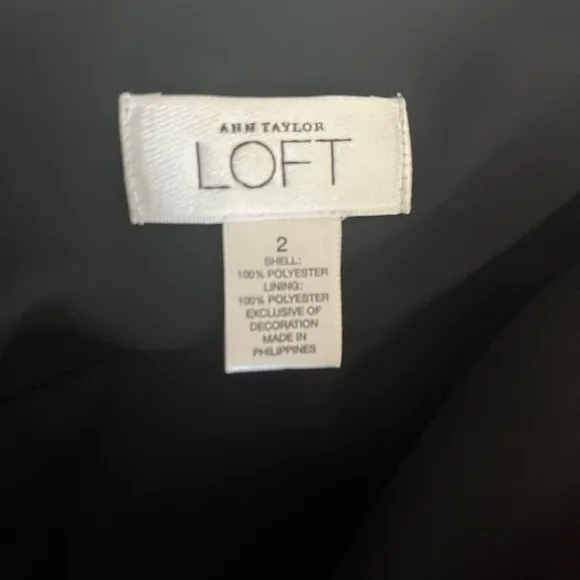 ANN TAYLOR
LOFT
2
SHELL:
100% POLYESTER
LINING:
100% POLYESTER
EXCLUSIVE OF
DECORATION
MADE IN
PHILIPPINES